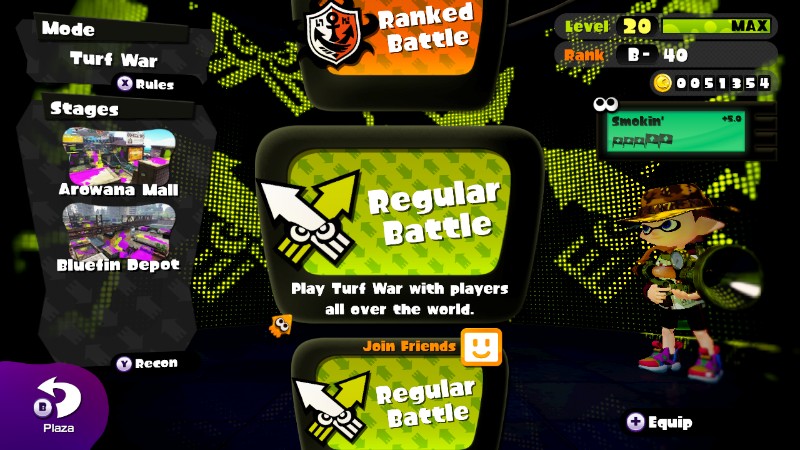 Mode
Turf War
X Rules
Stages
Arowana Mall
Bluefin Depot
Y Recon
B
Plaza
Ranked
Battle
Regular
Battle
Play Turf War with players
all over the world.
Join Friends
Regular
Battle
Level 20 MAX
Rank B- 40
0051354
Smokin' +5.0
+ Equip